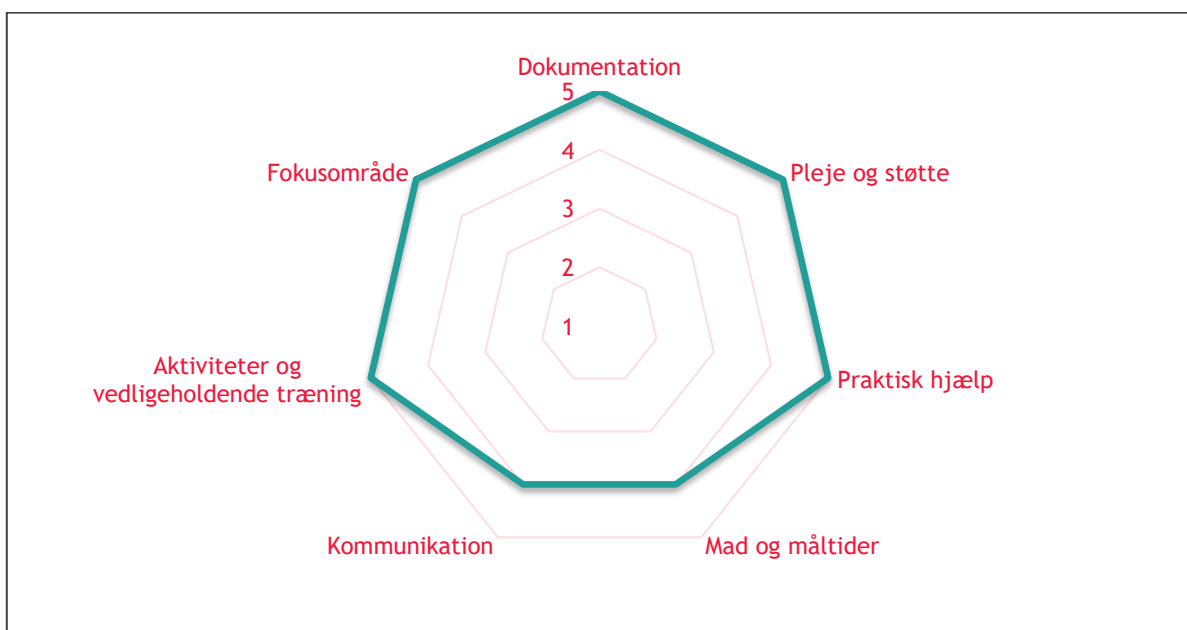 Dokumentation
5
4
3
2
1
Pleje og støtte
Praktisk hjælp
Mad og måltider
Kommunikation
Aktiviteter og
vedligeholdende træning
Fokusområde